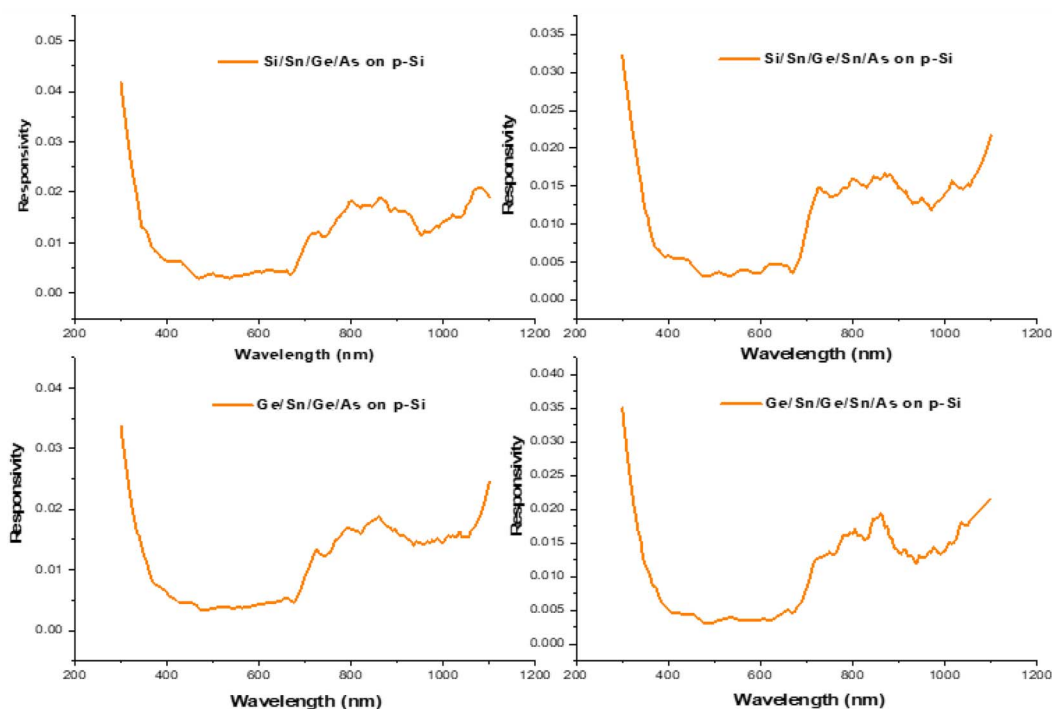 Si/Sn/Ge/As on p-Si
Responsivity
0.05
0.04
0.03
0.02
0.01
0.00
200 400 600 800 1000 1200
Wavelength (nm)
Si/Sn/Ge/Sn/As on p-Si
Responsivity
0.035
0.030
0.025
0.020
0.015
0.010
0.005
0.000
200 400 600 800 1000 1200
Wavelength (nm)
Ge/Sn/Ge/As on p-Si
Responsivity
0.04
0.03
0.02
0.01
0.00
200 400 600 800 1000 1200
Wavelength (nm)
Ge/Sn/Ge/Sn/As on p-Si
Responsivity
0.040
0.035
0.030
0.025
0.020
0.015
0.010
0.005
0.000
200 400 600 800 1000 1200
Wavelength (nm)